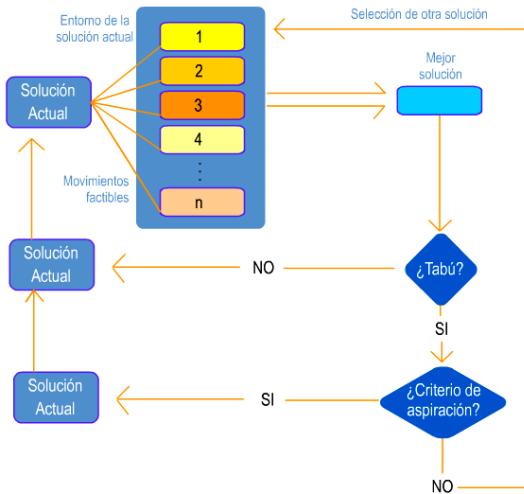 Entorno de la
solución actual
Selección de otra solución
1
2
3
4
n
Mejor
solución
Solución
Actual
Movimientos
factibles
Solución
Actual
NO
¿Tabú?
SI
Solución
Actual
SI
¿Criterio de
aspiración?
NO